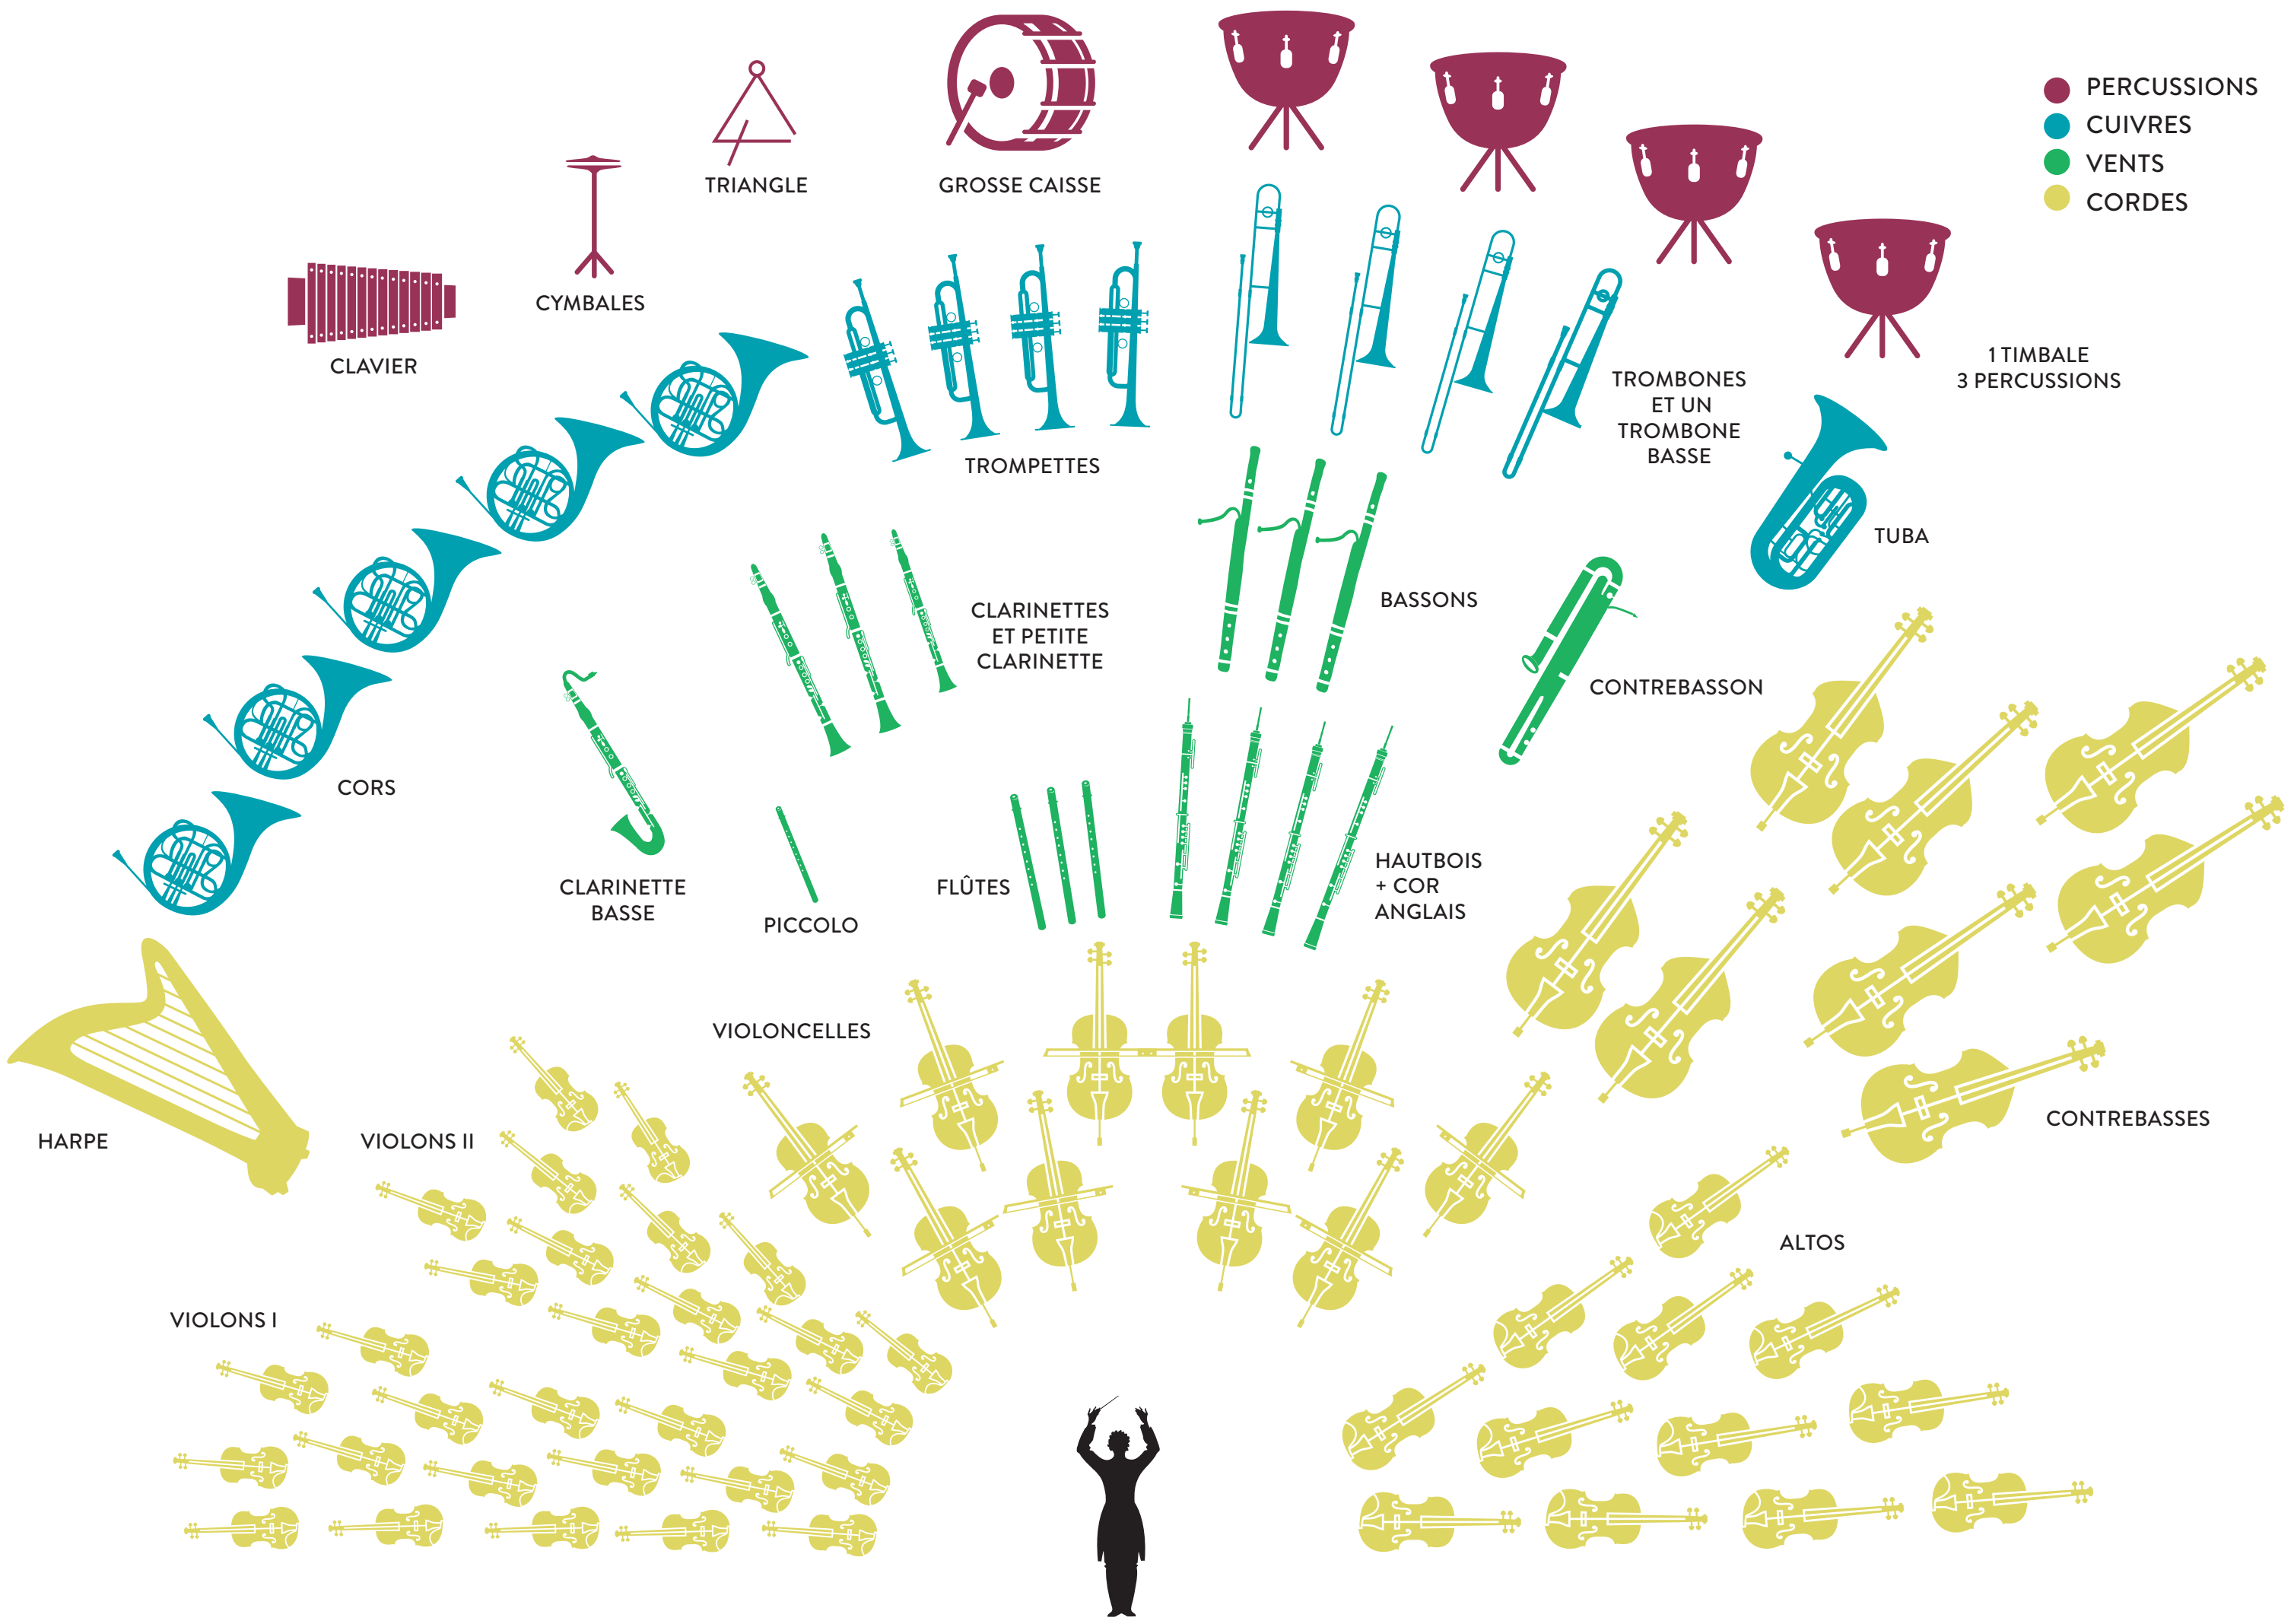 PERCUSSIONS
CUIVRES
VENTS
CORDES
TRIANGLE
GROSSE CAISSE
CYMBALES
CLAVIER
1 TIMBALE
3 PERCUSSIONS
TROMBONES
ET UN
TROMBONE
BASSE
TROMPETTES
TUBA
CLARINETTES
ET PETITE
CLARINETTE
BASSONS
CONTREBASSON
CORS
CLARINETTE
BASSE
PICCOLO
FLÛTES
HAUTBOIS
+ COR
ANGLAIS
VIOLONCELLES
HARPE
VIOLONS II
CONTREBASSES
ALTOS
VIOLONS I